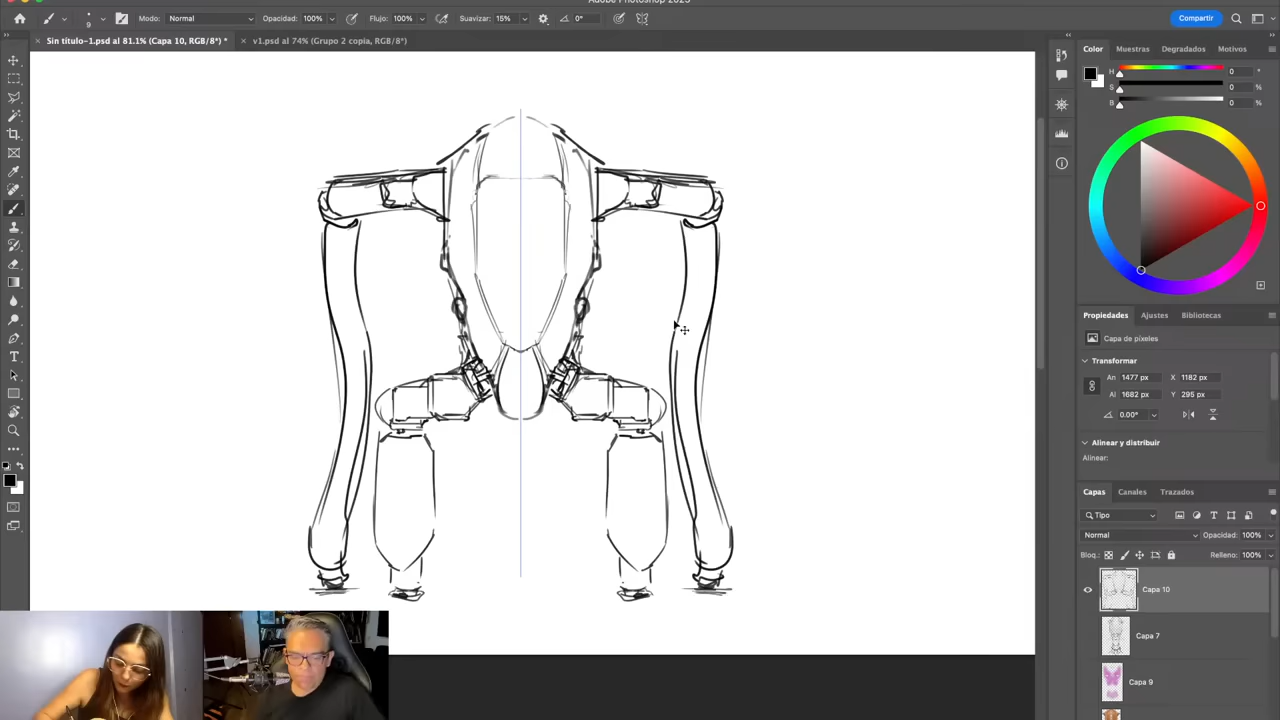 Adobe Photoshop 2023
9 Modo: Normal Opacidad: 100% Flujo: 100% Suavizar: 15% 0° Compartir
Sin título-1.psd al 81.1% (Capa 10, RGB/8*) * v1.psd al 74% (Grupo 2 copia, RGB/8*)
Color Muestras Degradados Motivos
H 0 °
S 0 %
B 0 %
Propiedades Ajustes Bibliotecas
Capa de píxeles
Transformar
An 1477 px X 1182 px
Al 1682 px Y 295 px
0.00°
Alinear y distribuir
Alinear:
Capas Canales Trazados
Tipo
Normal Opacidad: 100%
Bloq.: Relleno: 100%
Capa 10
Capa 7
Capa 9